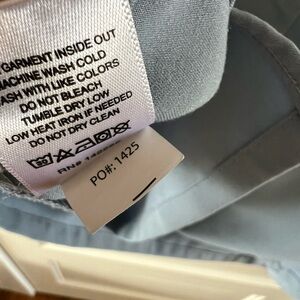 GARMENT INSIDE OUT
MACHINE WASH COLD
WASH WITH LIKE COLORS
DO NOT BLEACH
TUMBLE DRY LOW
LOW HEAT IRON IF NEEDED
DO NOT DRY CLEAN
RN#
PO#: 1425